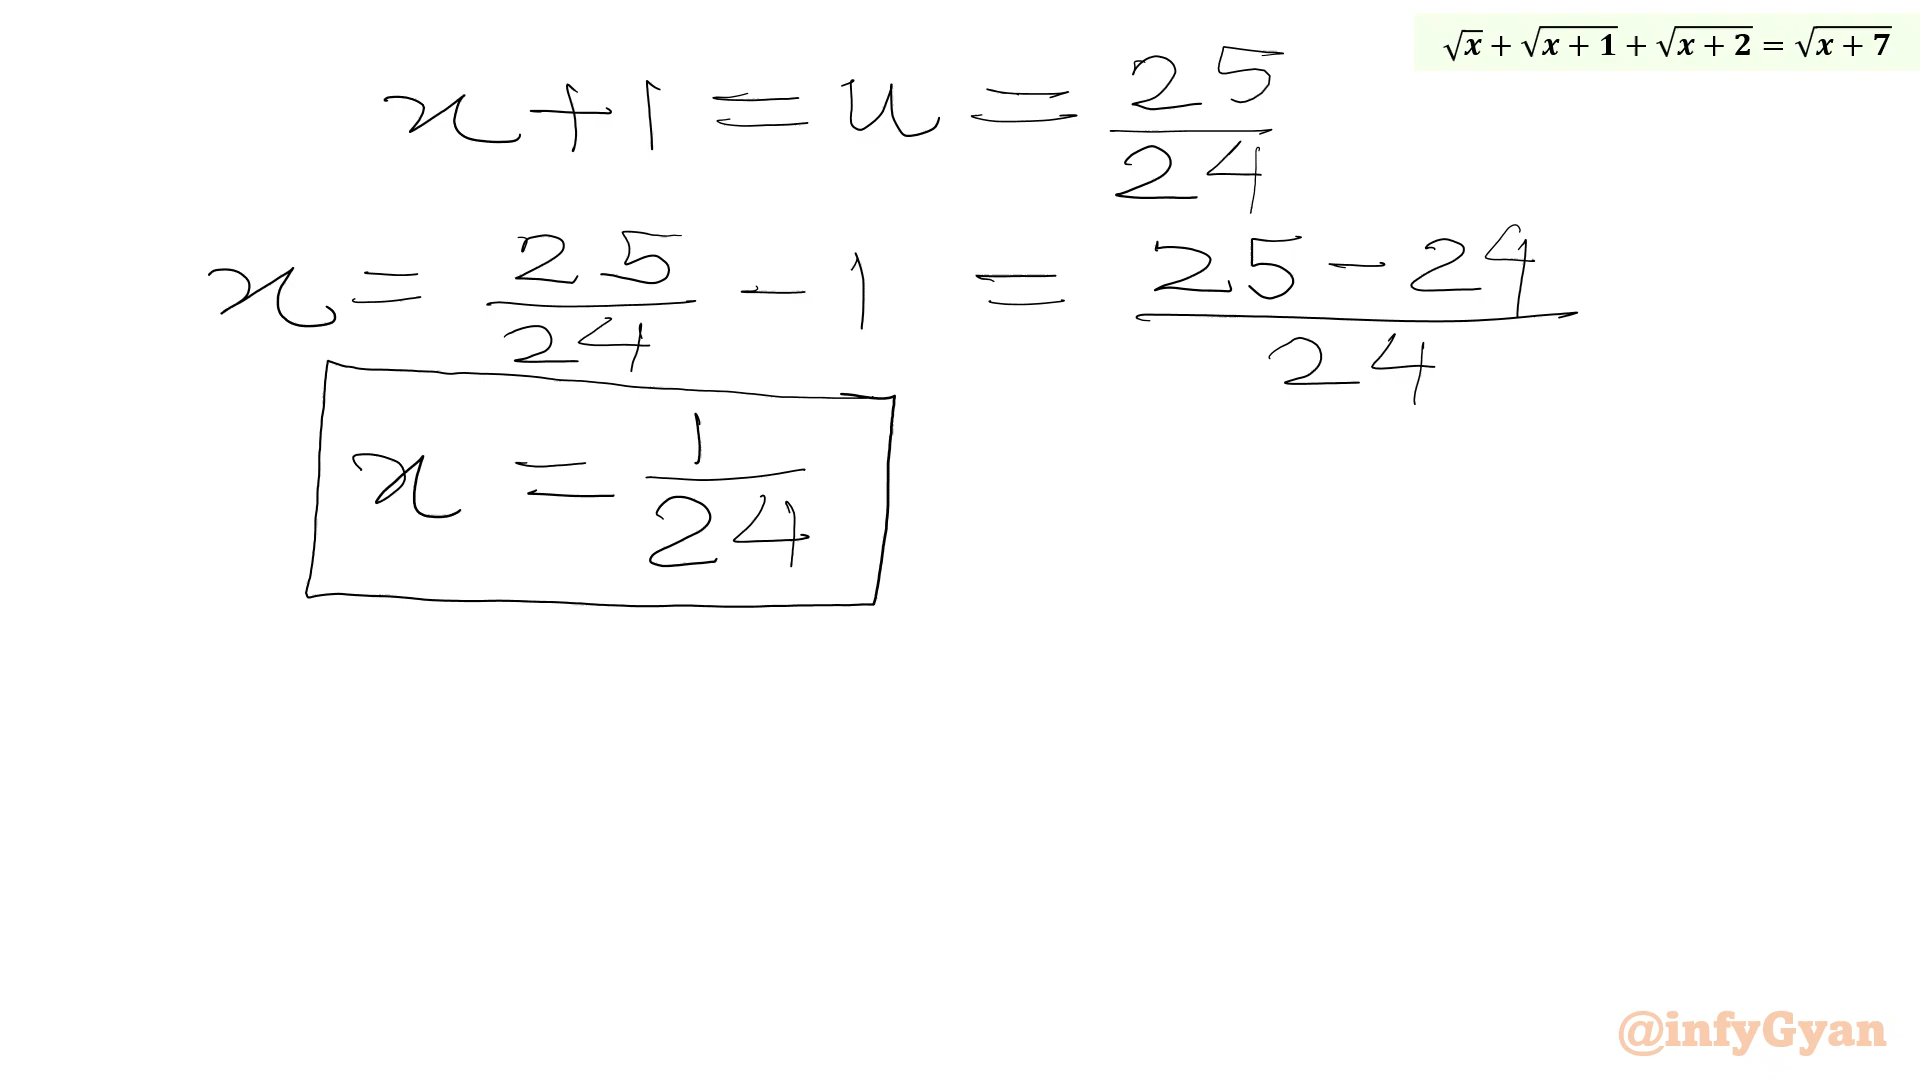 √x + √(x + 1) + √(x + 2) = √(x + 7)
x + 1 = u = 25/24
x = 25/24 - 1 = (25 - 24)/24
x = 1/24
@infyGyan